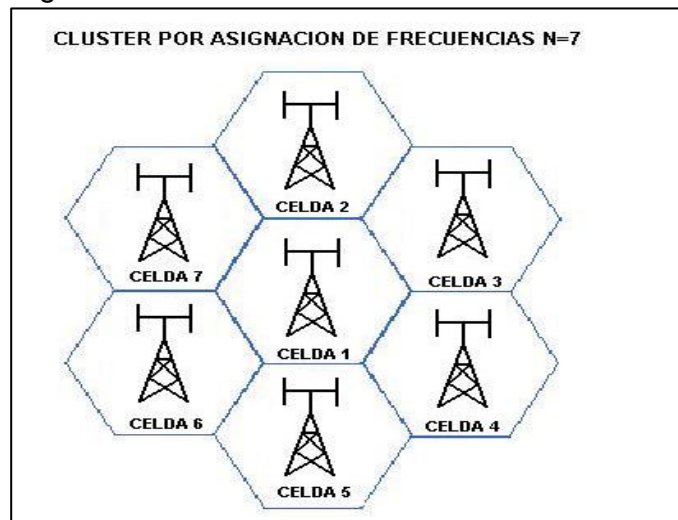 CLUSTER POR ASIGNACION DE FRECUENCIAS N=7
CELDA 2
CELDA 7
CELDA 3
CELDA 1
CELDA 6
CELDA 4
CELDA 5